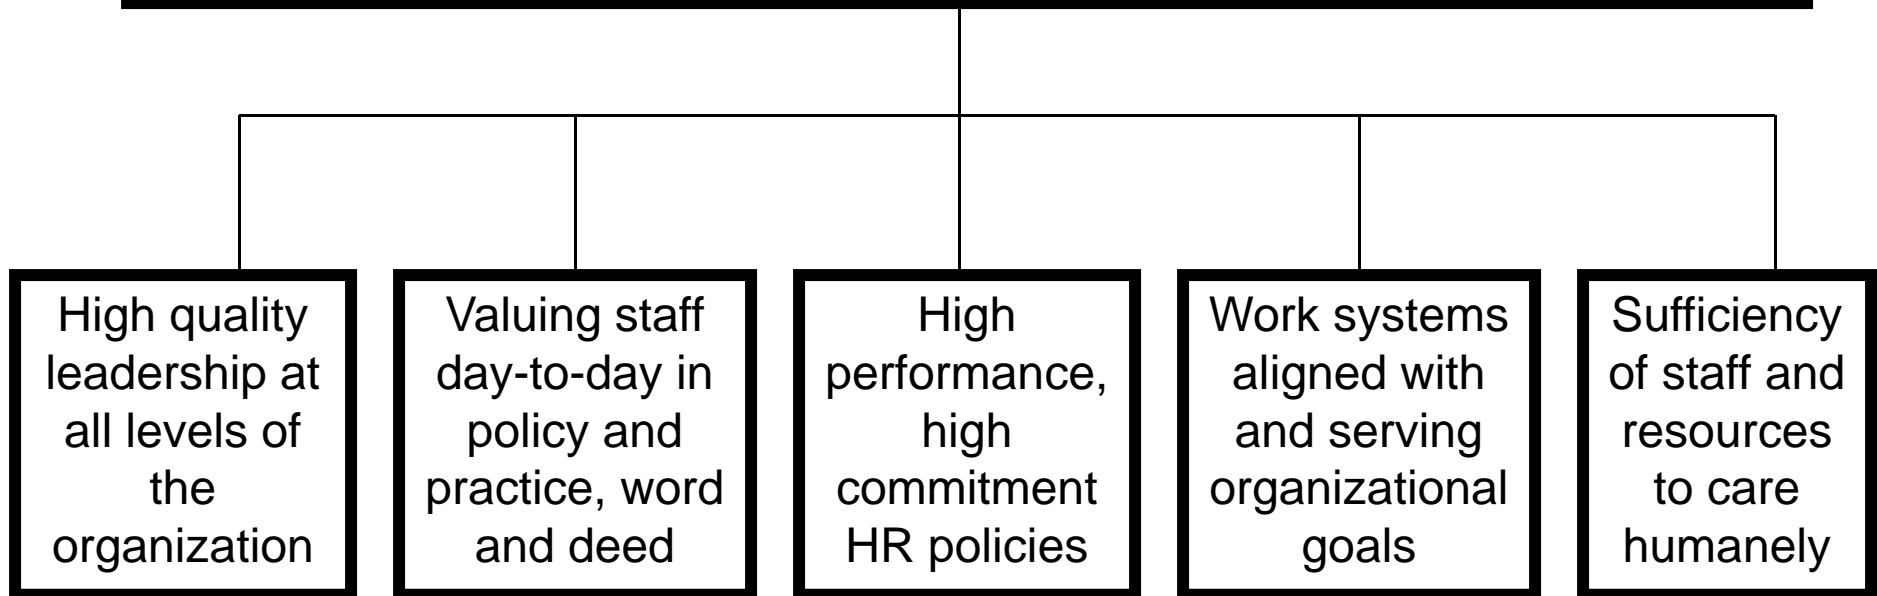 High quality
leadership at
all levels of
the
organization
Valuing staff
day-to-day in
policy and
practice, word
and deed
High
performance,
high
commitment
HR policies
Work systems
aligned with
and serving
organizational
goals
Sufficiency
of staff and
resources
to care
humanely